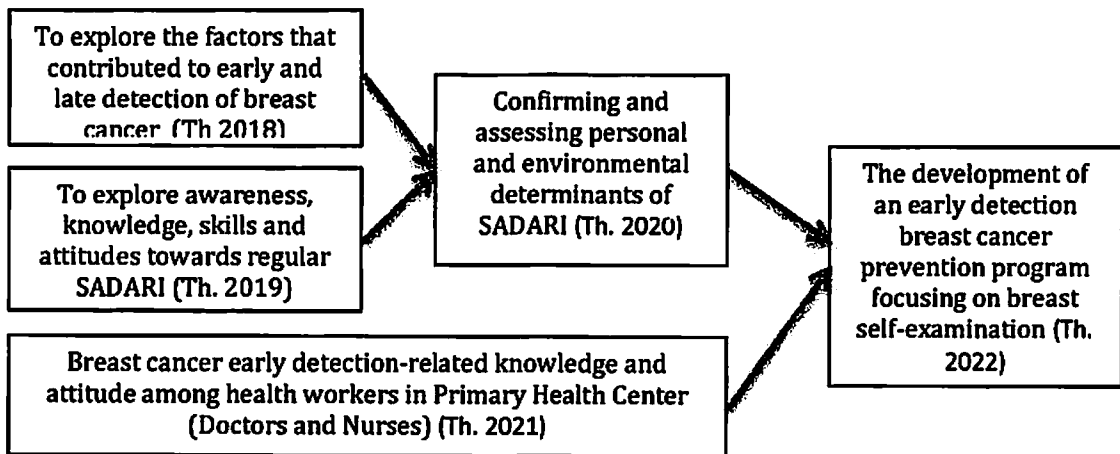 To explore the factors that
contributed to early and
late detection of breast
cancer (Th 2018)
To explore awareness,
knowledge, skills and
attitudes towards regular
SADARI (Th. 2019)
Confirming and
assessing personal
and environmental
determinants of
SADARI (Th. 2020)
Breast cancer early detection-related knowledge and
attitude among health workers in Primary Health Center
(Doctors and Nurses) (Th. 2021)
The development of
an early detection
breast cancer
prevention program
focusing on breast
self-examination (Th.
2022)